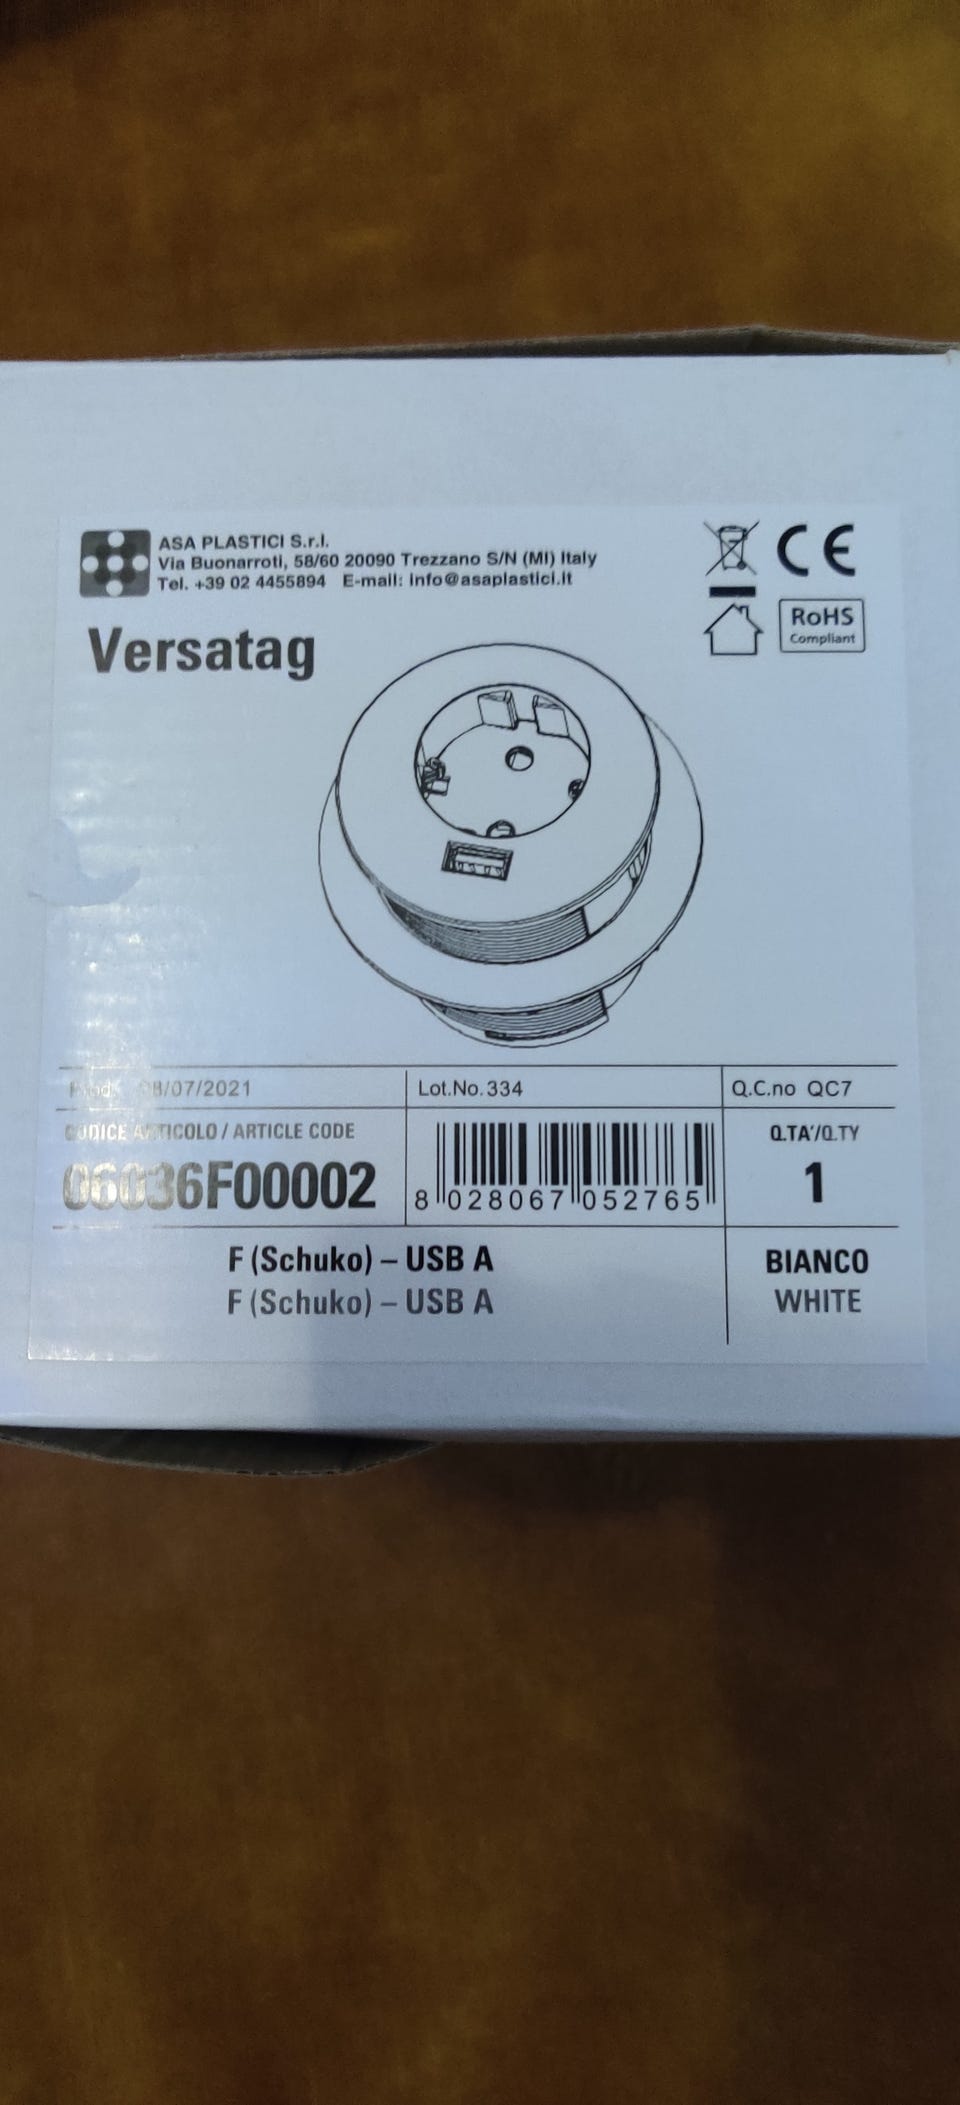 ASA PLASTICI S.r.l.
Via Buonarroti, 58/60 20090 Trezzano S/N (MI) Italy
Tel. +39 02 4455894 E-mail: info@asaplastici.it
CE
RoHS
Compliant
Versatag
/07/2021
Lot.No.334
Q.C.no QC7
CODICE ARTICOLO / ARTICLE CODE
06036F00002
8 028067 052765
Q.TA'/Q.TY
1
F (Schuko) – USB A
F (Schuko) – USB A
BIANCO
WHITE